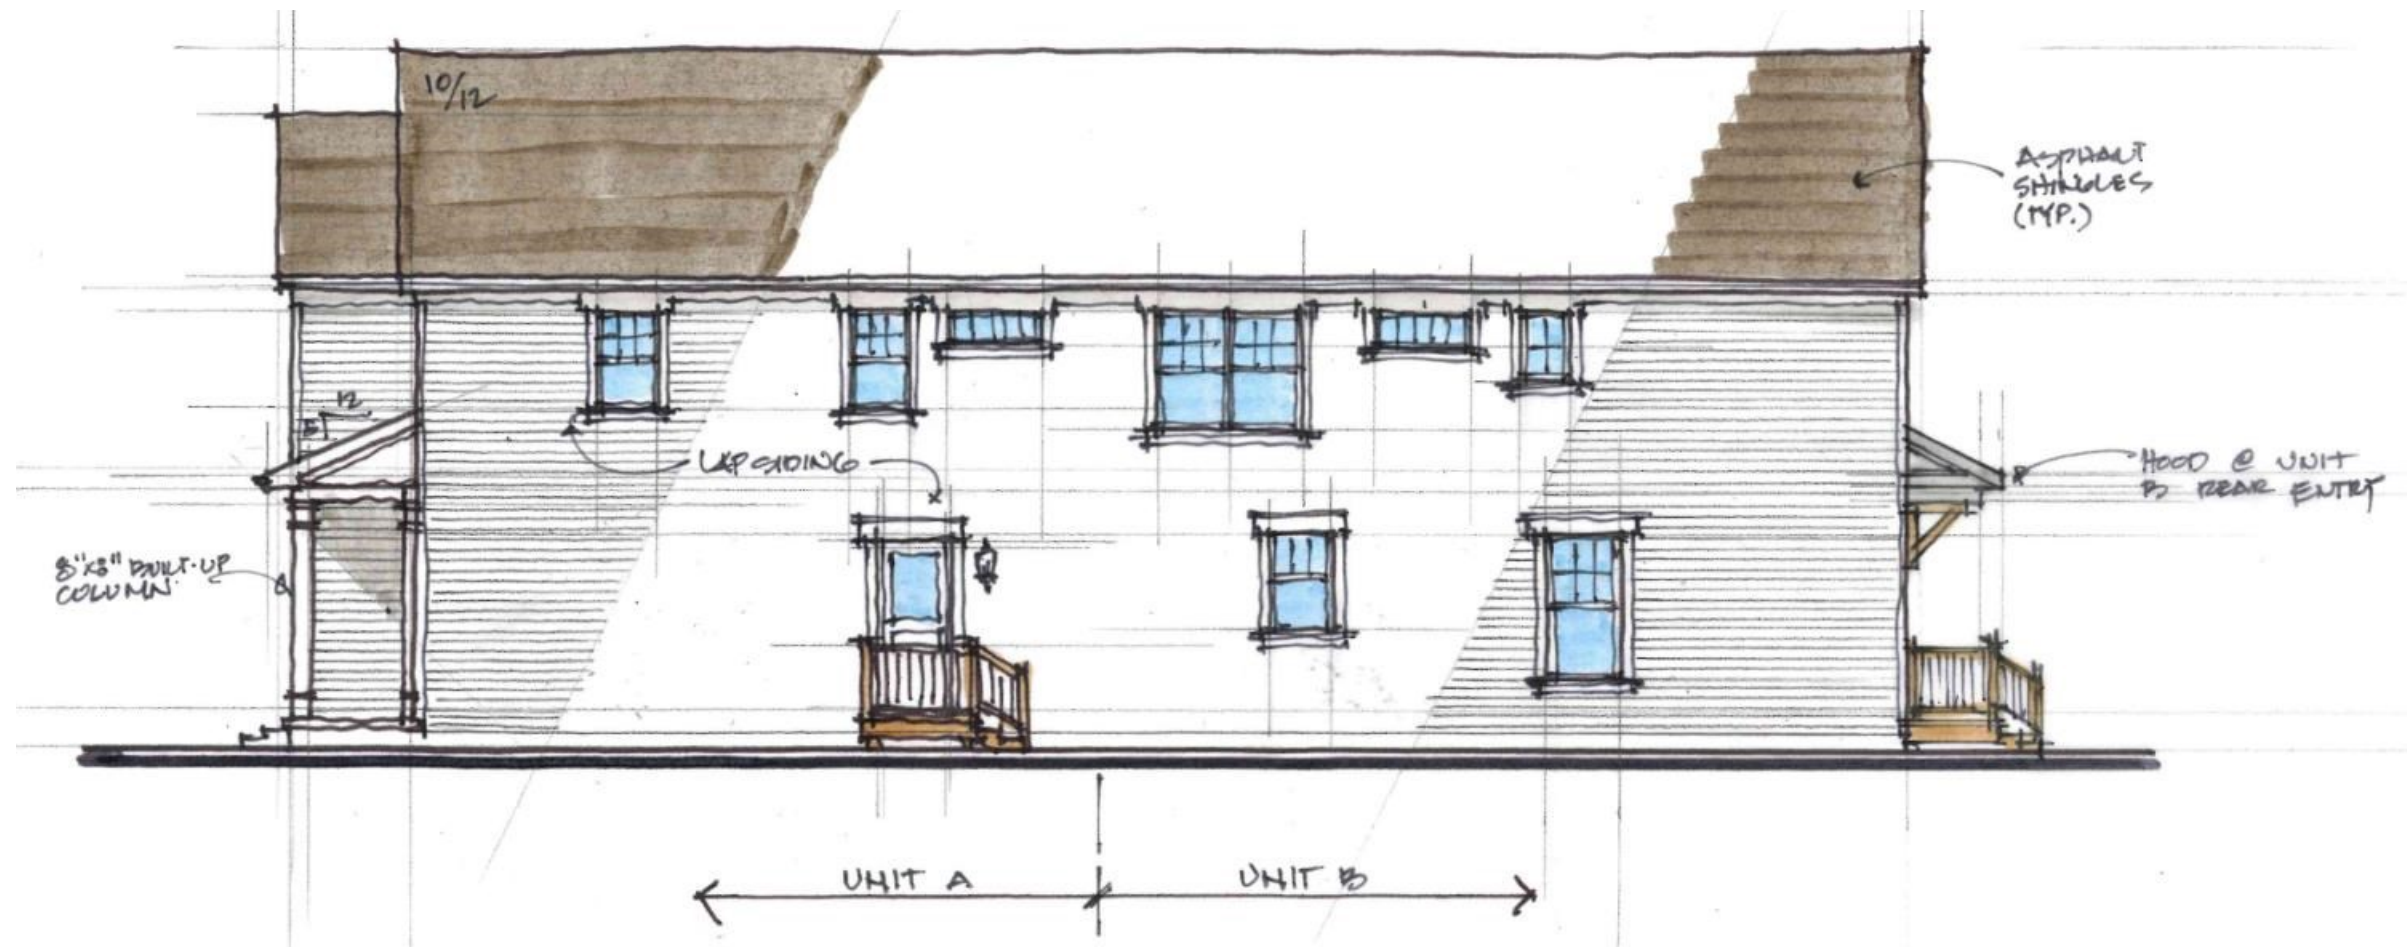 10/12
ASPHALT
SHINGLES
(TYP.)
12
5
LAP SIDING
HOOD @ UNIT
B REAR ENTRY
8"x8" BUILT-UP
COLUMN
UNIT A
UNIT B